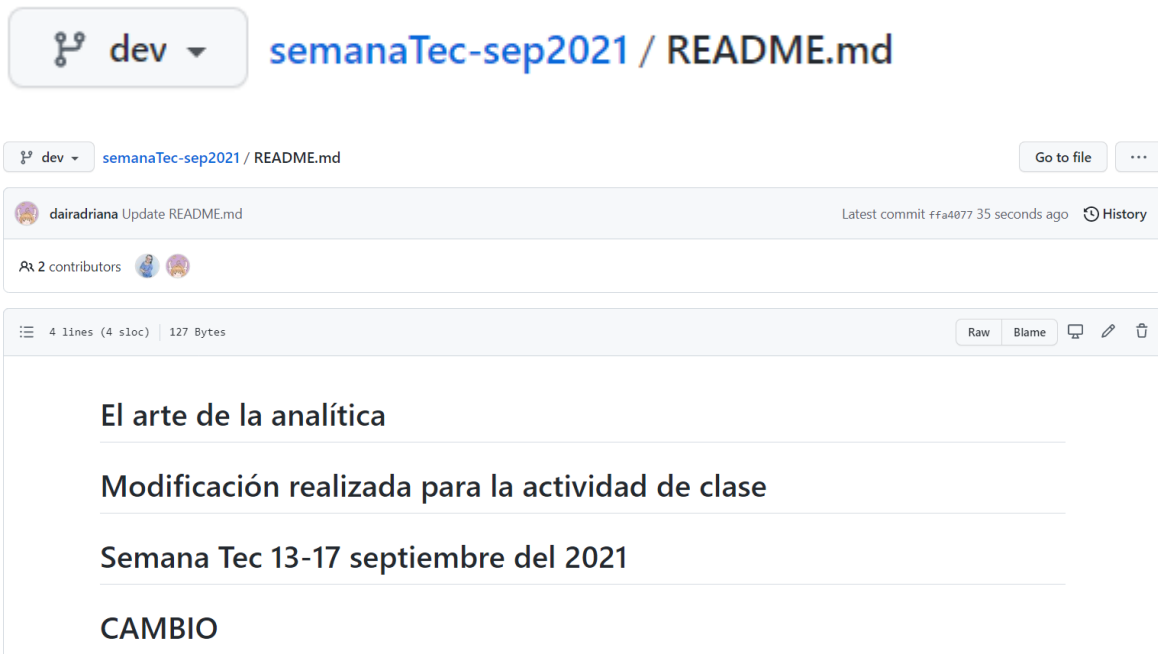 dev semanaTec-sep2021 / README.md
dev semanaTec-sep2021 / README.md Go to file ...
dairadriana Update README.md Latest commit ffa4077 35 seconds ago History
2 contributors
4 lines (4 sloc) 127 Bytes Raw Blame
El arte de la analítica
Modificación realizada para la actividad de clase
Semana Tec 13-17 septiembre del 2021
CAMBIO